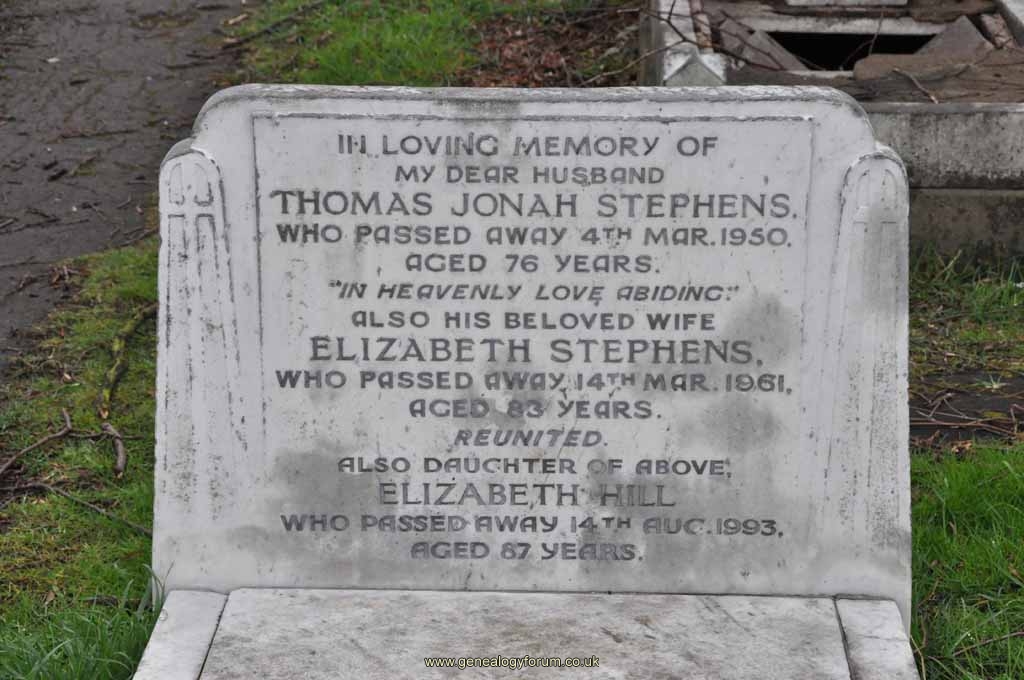 IN LOVING MEMORY OF
MY DEAR HUSBAND
THOMAS JONAH STEPHENS,
WHO PASSED AWAY 4TH MAR. 1950,
AGED 76 YEARS.
"IN HEAVENLY LOVE ABIDING."
ALSO HIS BELOVED WIFE
ELIZABETH STEPHENS,
WHO PASSED AWAY 14TH MAR. 1961,
AGED 83 YEARS.
REUNITED.
ALSO DAUGHTER OF ABOVE,
ELIZABETH HILL
WHO PASSED AWAY 14TH AUG. 1993,
AGED 87 YEARS.
www.genealogyforum.co.uk